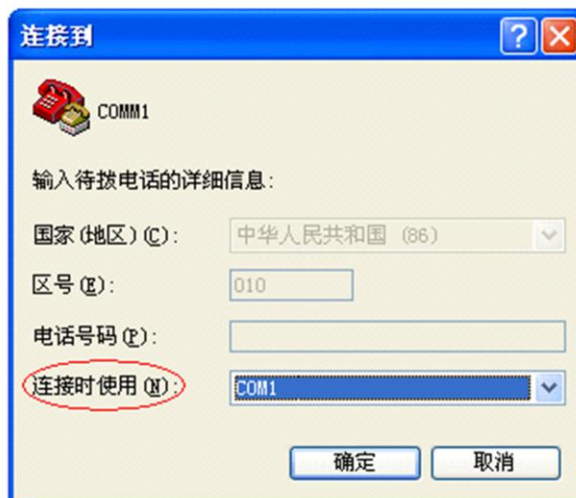 连接到
COMM1
输入待拨电话的详细信息:
国家(地区)(C): 中华人民共和国 (86)
区号(E): 010
电话号码(P):
连接时使用(N): COM1
确定 取消